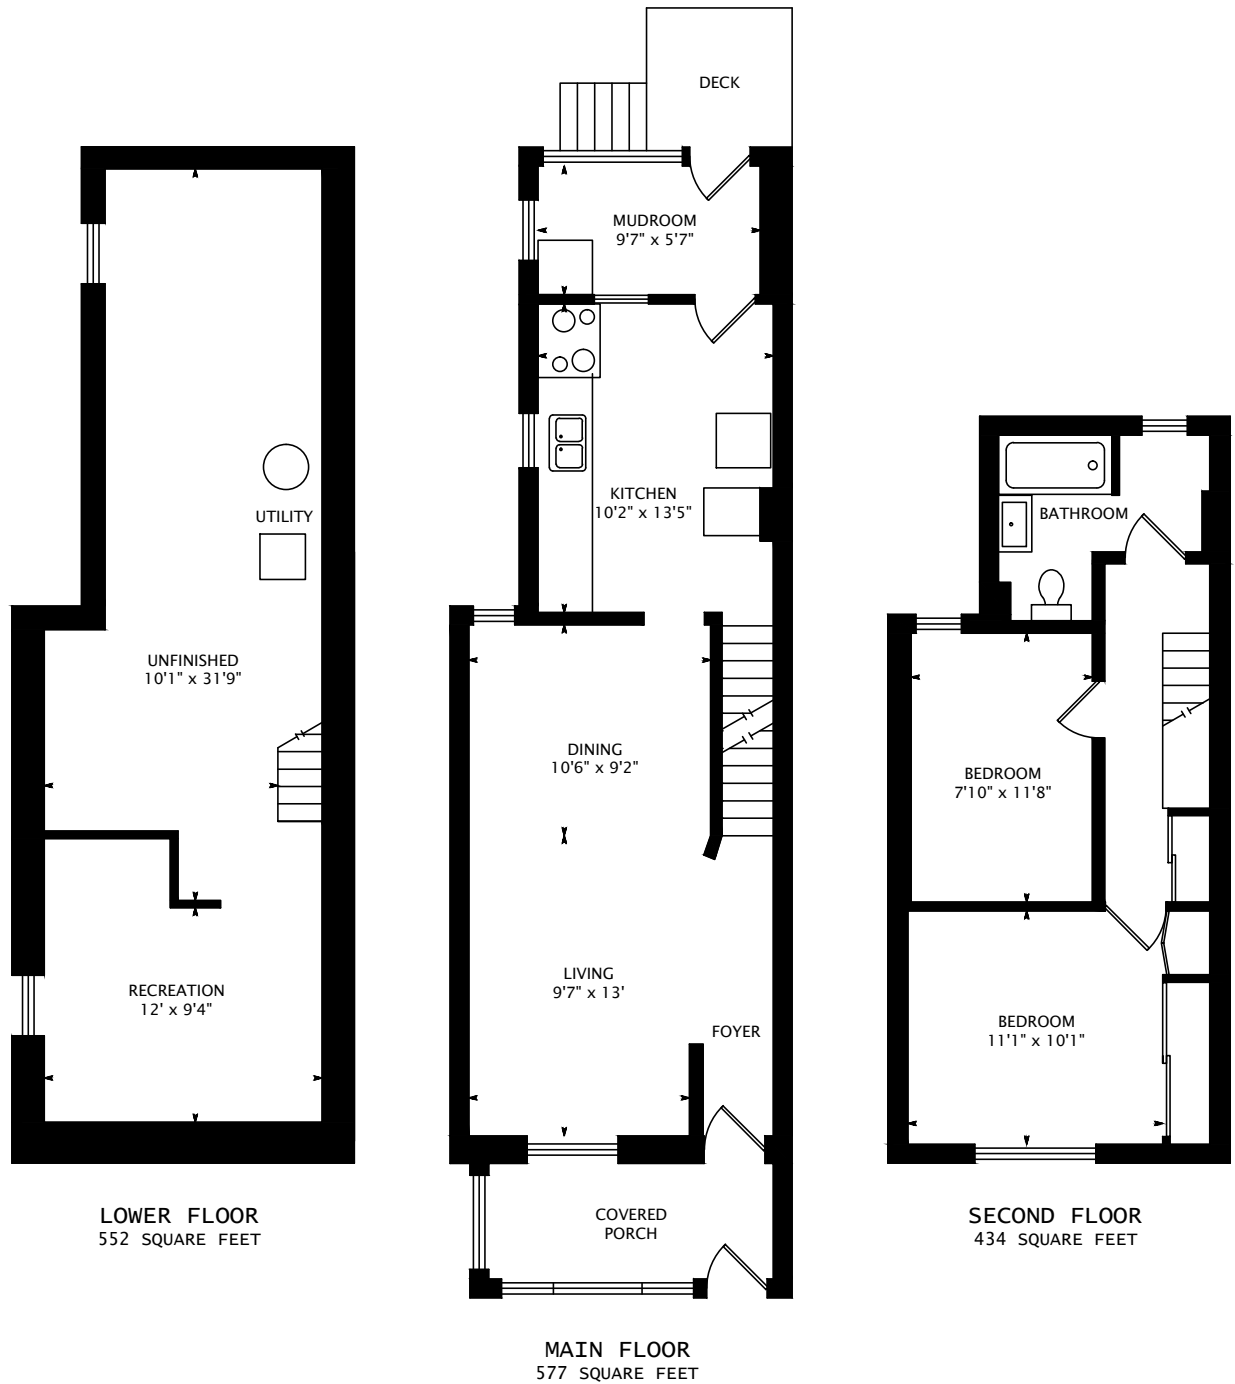 UTILITY
UNFINISHED
10'1" x 31'9"
RECREATION
12' x 9'4"
LOWER FLOOR
552 SQUARE FEET
DECK
MUDROOM
9'7" x 5'7"
KITCHEN
10'2" x 13'5"
DINING
10'6" x 9'2"
LIVING
9'7" x 13'
FOYER
COVERED
PORCH
MAIN FLOOR
577 SQUARE FEET
BATHROOM
BEDROOM
7'10" x 11'8"
BEDROOM
11'1" x 10'1"
SECOND FLOOR
434 SQUARE FEET